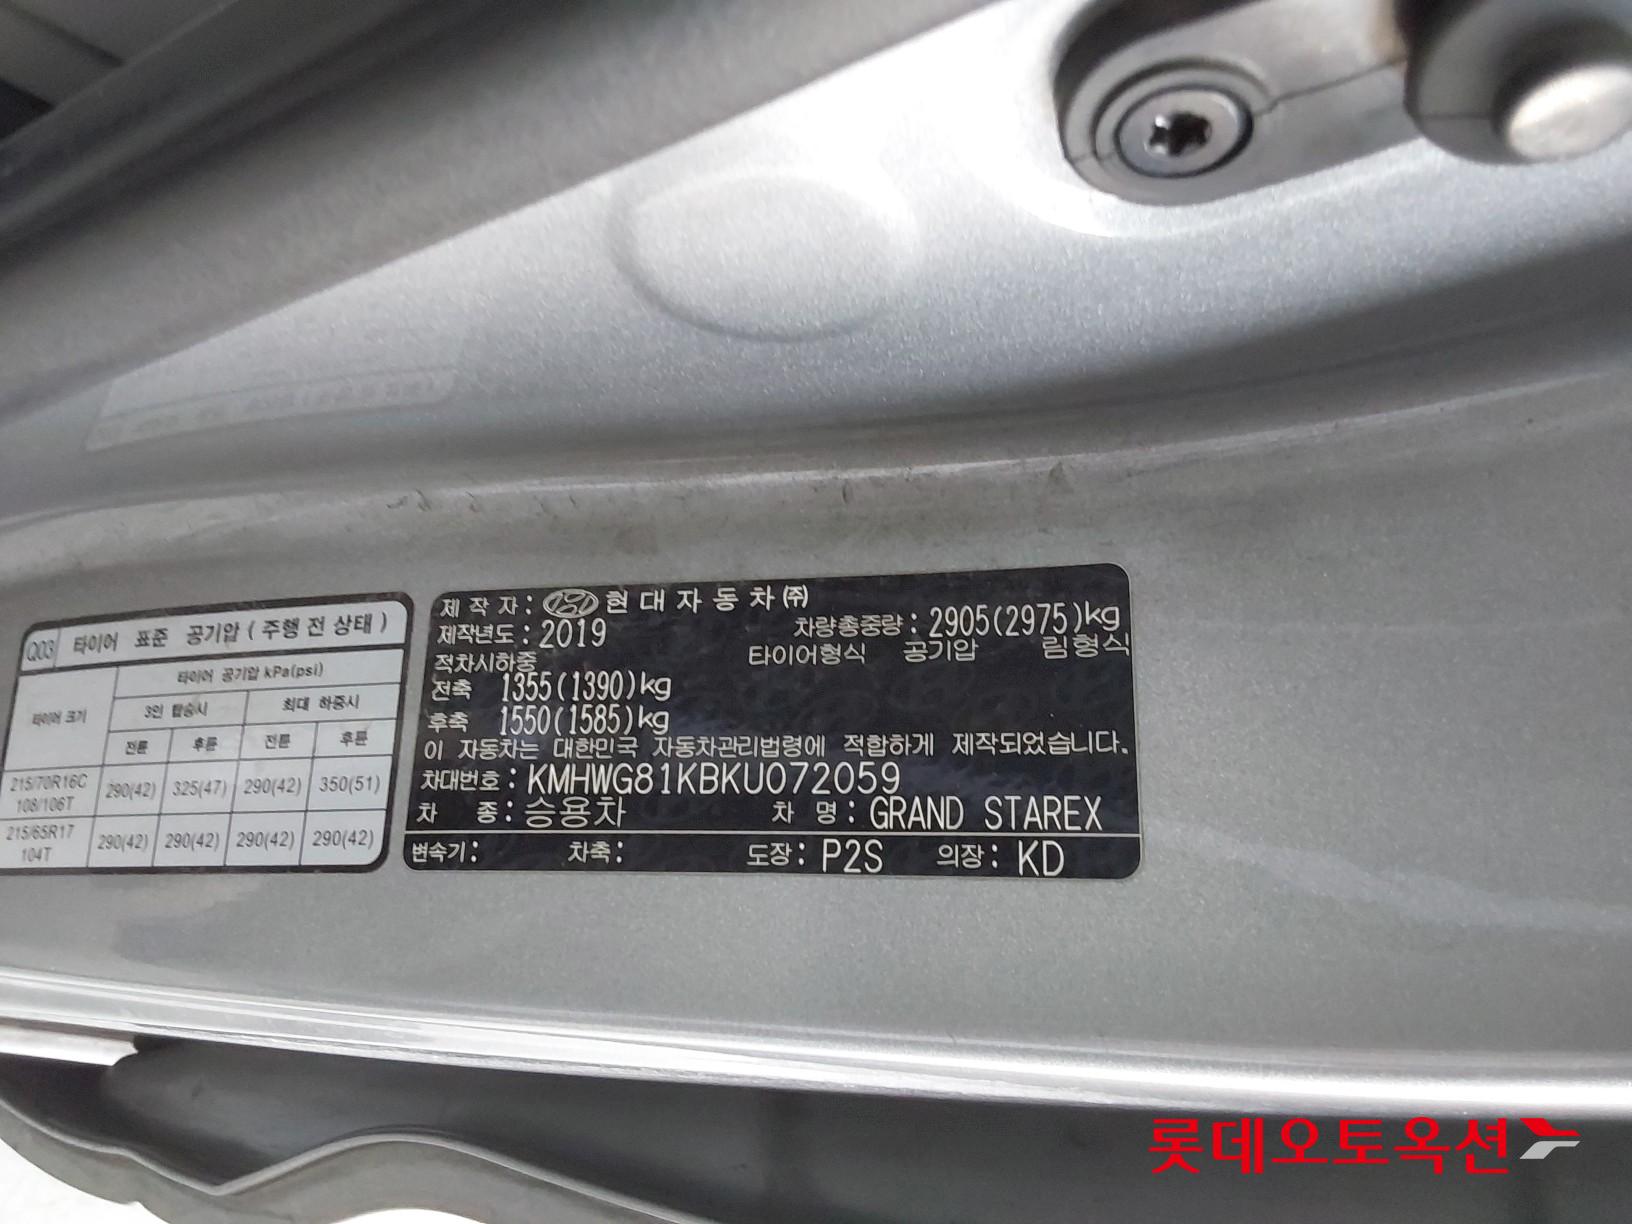 Q03 타이어 표준 공기압 ( 주행 전 상태 )
타이어 크기
타이어 공기압 kPa(psi)
3인 탑승시 최대 하중시
전륜 후륜 전륜 후륜
215/70R16C 108/106T 290(42) 325(47) 290(42) 350(51)
215/65R17 104T 290(42) 290(42) 290(42) 290(42)
제 작 자 : 현 대 자 동 차 ㈜
제작년도 : 2019 차량총중량 : 2905(2975)kg
적차시하중 타이어형식 공기압 림형식
전축 1355(1390)kg
후축 1550(1585)kg
이 자동차는 대한민국 자동차관리법령에 적합하게 제작되었습니다.
차대번호 : KMHWG81KBKU072059
차 종 : 승용차 차 명 : GRAND STAREX
변속기 : 차축 : 도장 : P2S 의장 : KD
롯데오토옥션